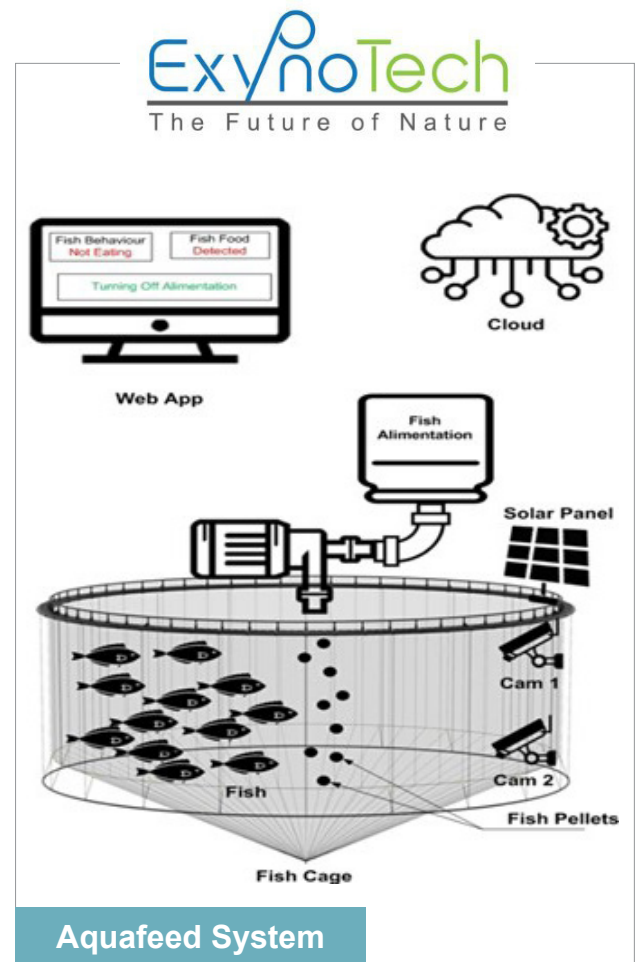 ExynoTech
The Future of Nature
Fish Behaviour
Not Eating
Fish Food
Detected
Turning Off Alimentation
Web App
Cloud
Fish
Alimentation
Solar Panel
Cam 1
Cam 2
Fish
Fish Pellets
Fish Cage
Aquafeed System